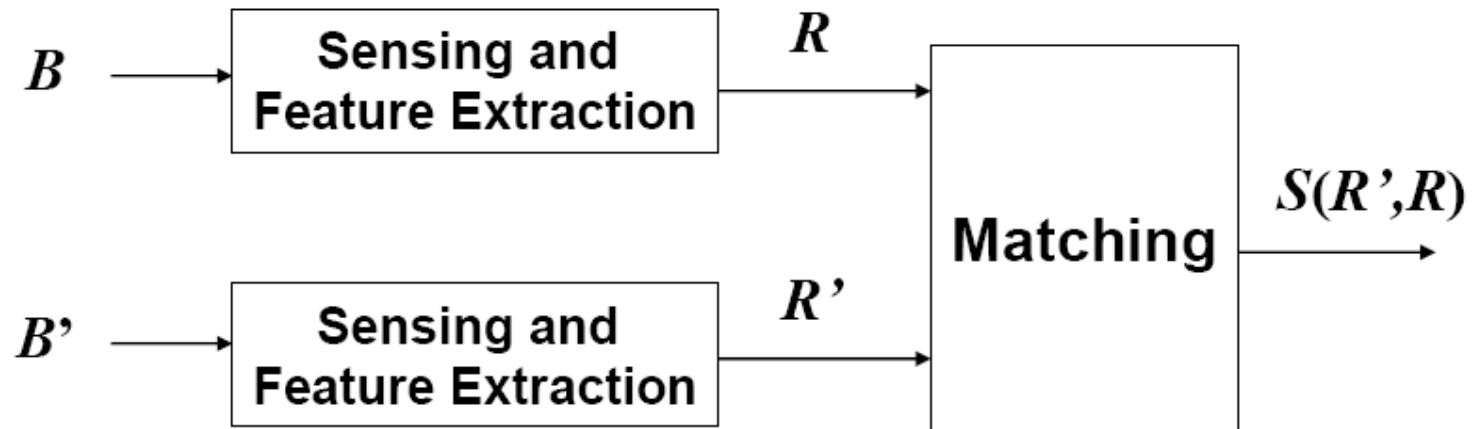 B
Sensing and
Feature Extraction
R
Matching
S(R’,R)
B’
Sensing and
Feature Extraction
R’